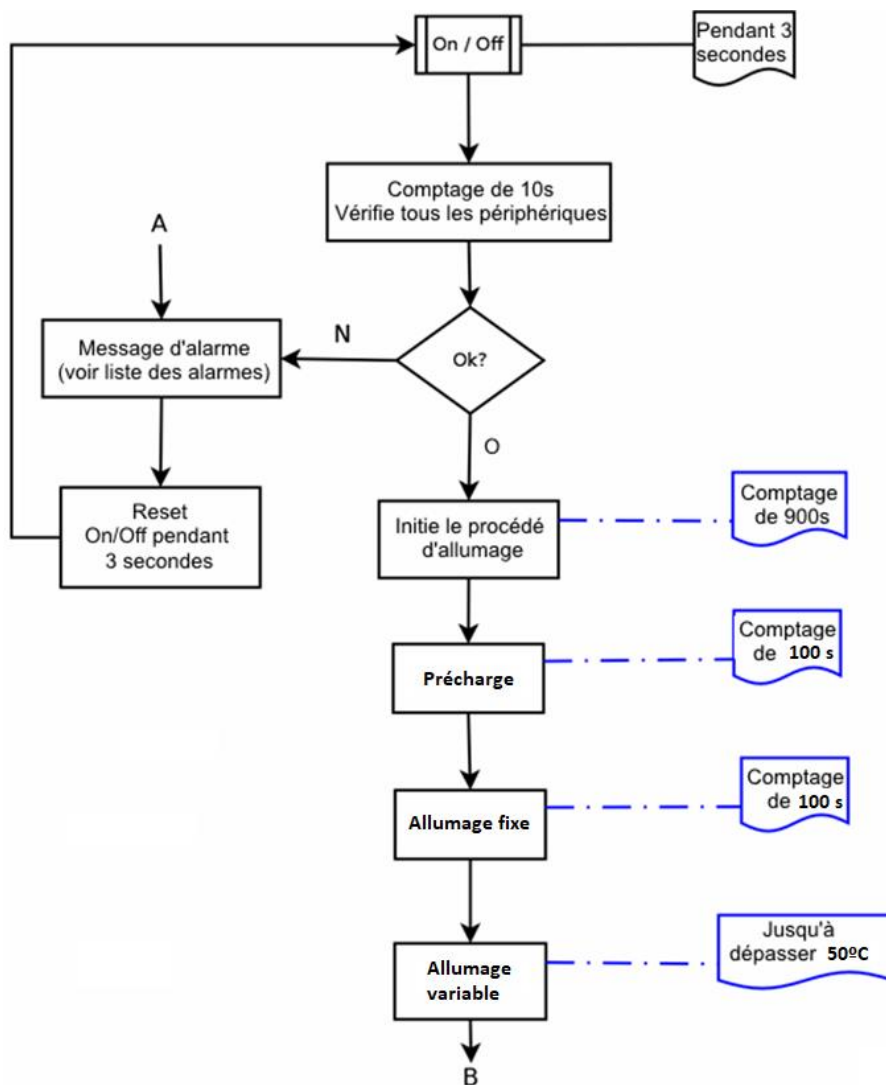 On / Off
Pendant 3
secondes
Comptage de 10s
Vérifie tous les périphériques
A
N
Message d'alarme
(voir liste des alarmes)
Ok?
O
Reset
On/Off pendant
3 secondes
Initie le procédé
d'allumage
Comptage
de 900s
Précharge
Comptage
de 100 s
Allumage fixe
Comptage
de 100 s
Allumage
variable
Jusqu'à
dépasser 50ºC
B